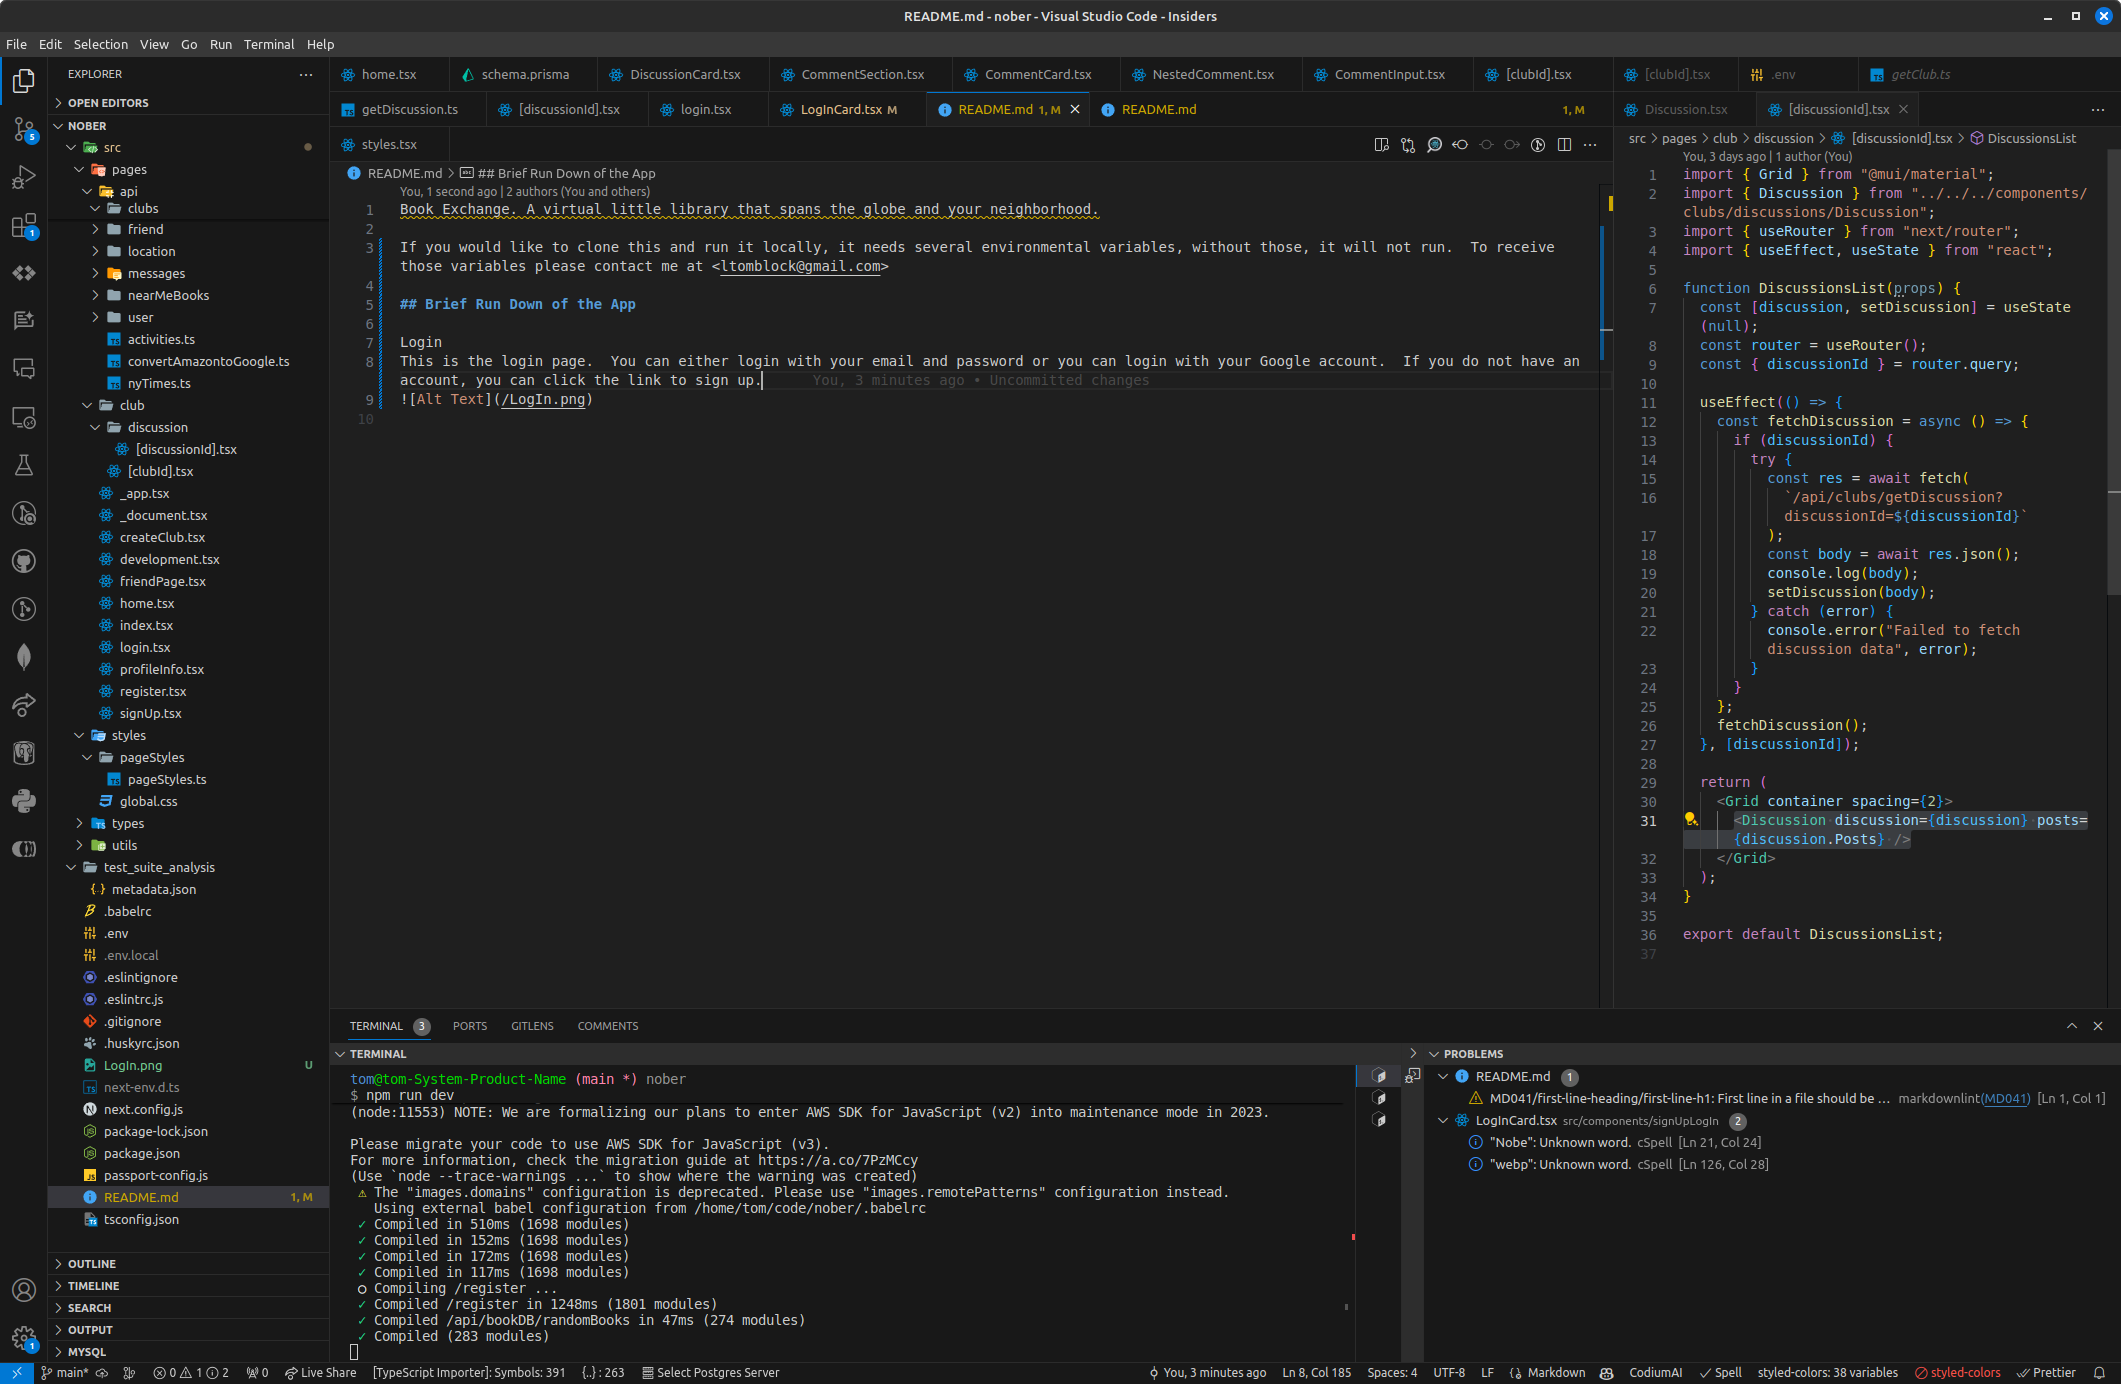 README.md - nober - Visual Studio Code - Insiders
File Edit Selection View Go Run Terminal Help
EXPLORER
OPEN EDITORS
NOBER
src
pages
api
clubs
friend
location
messages
nearMeBooks
user
activities.ts
convertAmazontoGoogle.ts
nyTimes.ts
club
discussion
[discussionId].tsx
[clubId].tsx
_app.tsx
_document.tsx
createClub.tsx
development.tsx
friendPage.tsx
home.tsx
index.tsx
login.tsx
profileInfo.tsx
register.tsx
signUp.tsx
styles
pageStyles
pageStyles.ts
global.css
types
utils
test_suite_analysis
metadata.json
.babelrc
.env
.env.local
.eslintignore
.eslintrc.js
.gitignore
.huskyrc.json
LogIn.png U
next-env.d.ts
next.config.js
package-lock.json
package.json
passport-config.js
README.md 1, M
tsconfig.json
OUTLINE
TIMELINE
SEARCH
OUTPUT
MYSQL
home.tsx schema.prisma DiscussionCard.tsx CommentSection.tsx CommentCard.tsx NestedComment.tsx CommentInput.tsx [clubId].tsx
getDiscussion.ts [discussionId].tsx login.tsx LogInCard.tsx M README.md 1, M README.md 1, M
styles.tsx
README.md > ## Brief Run Down of the App
You, 1 second ago | 2 authors (You and others)
1 Book Exchange. A virtual little library that spans the globe and your neighborhood.
2
3 If you would like to clone this and run it locally, it needs several environmental variables, without those, it will not run. To receive
those variables please contact me at <ltomblock@gmail.com>
4
5 ## Brief Run Down of the App
6
7 Login
8 This is the login page. You can either login with your email and password or you can login with your Google account. If you do not have an
account, you can click the link to sign up. You, 3 minutes ago • Uncommitted changes
9 ![Alt Text](/LogIn.png)
10
[clubId].tsx .env getClub.ts
Discussion.tsx [discussionId].tsx
src > pages > club > discussion > [discussionId].tsx > DiscussionsList
You, 3 days ago | 1 author (You)
1 import { Grid } from "@mui/material";
2 import { Discussion } from "../../../components/
clubs/discussions/Discussion";
3 import { useRouter } from "next/router";
4 import { useEffect, useState } from "react";
5
6 function DiscussionsList(props) {
7 const [discussion, setDiscussion] = useState
(null);
8 const router = useRouter();
9 const { discussionId } = router.query;
10
11 useEffect(() => {
12 const fetchDiscussion = async () => {
13 if (discussionId) {
14 try {
15 const res = await fetch(
16 `/api/clubs/getDiscussion?
discussionId=${discussionId}`
17 );
18 const body = await res.json();
19 console.log(body);
20 setDiscussion(body);
21 } catch (error) {
22 console.error("Failed to fetch
discussion data", error);
23 }
24 }
25 };
26 fetchDiscussion();
27 }, [discussionId]);
28
29 return (
30 <Grid container spacing={2}>
31 <Discussion discussion={discussion} posts=
{discussion.Posts} />
32 </Grid>
33 );
34 }
35
36 export default DiscussionsList;
37
TERMINAL 3 PORTS GITLENS COMMENTS
TERMINAL
tom@tom-System-Product-Name (main *) nober
$ npm run dev
(node:11553) NOTE: We are formalizing our plans to enter AWS SDK for JavaScript (v2) into maintenance mode in 2023.
Please migrate your code to use AWS SDK for JavaScript (v3).
For more information, check the migration guide at https://a.co/7PzMCcy
(Use `node --trace-warnings ...` to show where the warning was created)
⚠ The "images.domains" configuration is deprecated. Please use "images.remotePatterns" configuration instead.
Using external babel configuration from /home/tom/code/nober/.babelrc
✓ Compiled in 510ms (1698 modules)
✓ Compiled in 152ms (1698 modules)
✓ Compiled in 172ms (1698 modules)
✓ Compiled in 117ms (1698 modules)
○ Compiling /register ...
✓ Compiled /register in 1248ms (1801 modules)
✓ Compiled /api/bookDB/randomBooks in 47ms (274 modules)
✓ Compiled (283 modules)
PROBLEMS
README.md 1
MD041/first-line-heading/first-line-h1: First line in a file should be ... markdownlint(MD041) [Ln 1, Col 1]
LogInCard.tsx src/components/signUpLogIn 2
"Nobe": Unknown word. cSpell [Ln 21, Col 24]
"webp": Unknown word. cSpell [Ln 126, Col 28]
main* 0 1 2 0 Live Share [TypeScript Importer]: Symbols: 391 {..} : 263 Select Postgres Server You, 3 minutes ago Ln 8, Col 185 Spaces: 4 UTF-8 LF Markdown CodiumAI Spell styled-colors: 38 variables styled-colors Prettier